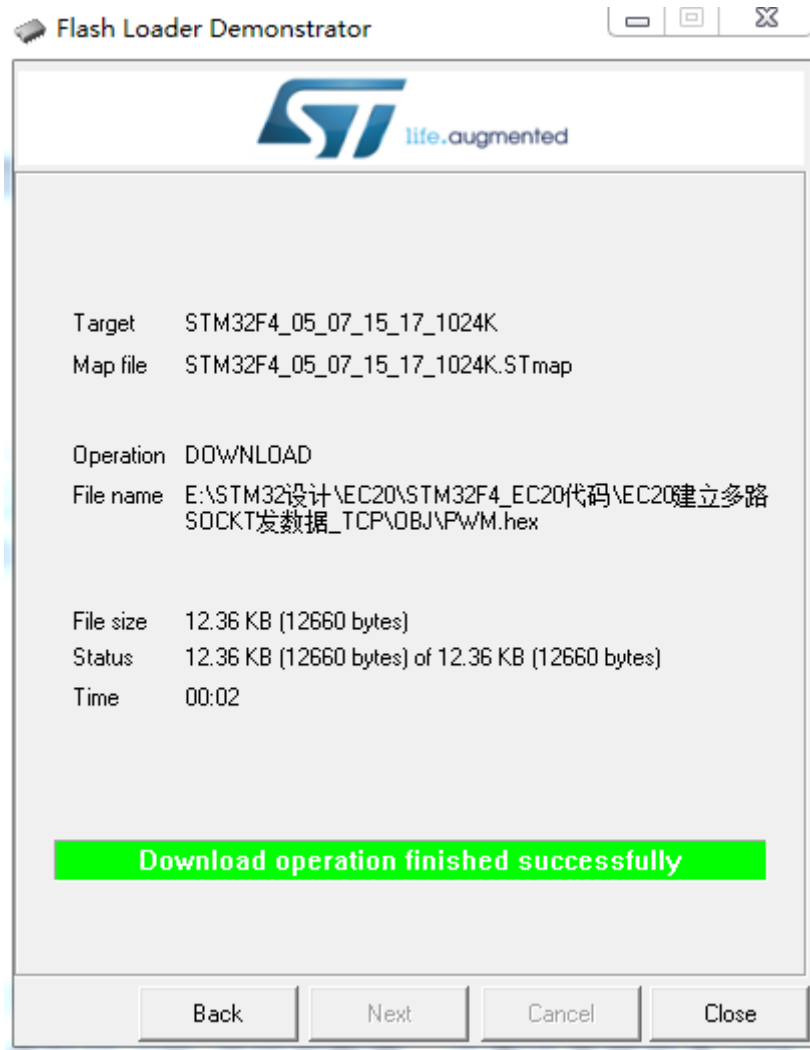 Flash Loader Demonstrator
ST life.augmented
Target STM32F4_05_07_15_17_1024K
Map file STM32F4_05_07_15_17_1024K.STmap
Operation DOWNLOAD
File name E:\STM32设计\EC20\STM32F4_EC20代码\EC20建立多路
SOCKT发数据_TCP\OBJ\PWM.hex
File size 12.36 KB (12660 bytes)
Status 12.36 KB (12660 bytes) of 12.36 KB (12660 bytes)
Time 00:02
Download operation finished successfully
Back Next Cancel Close